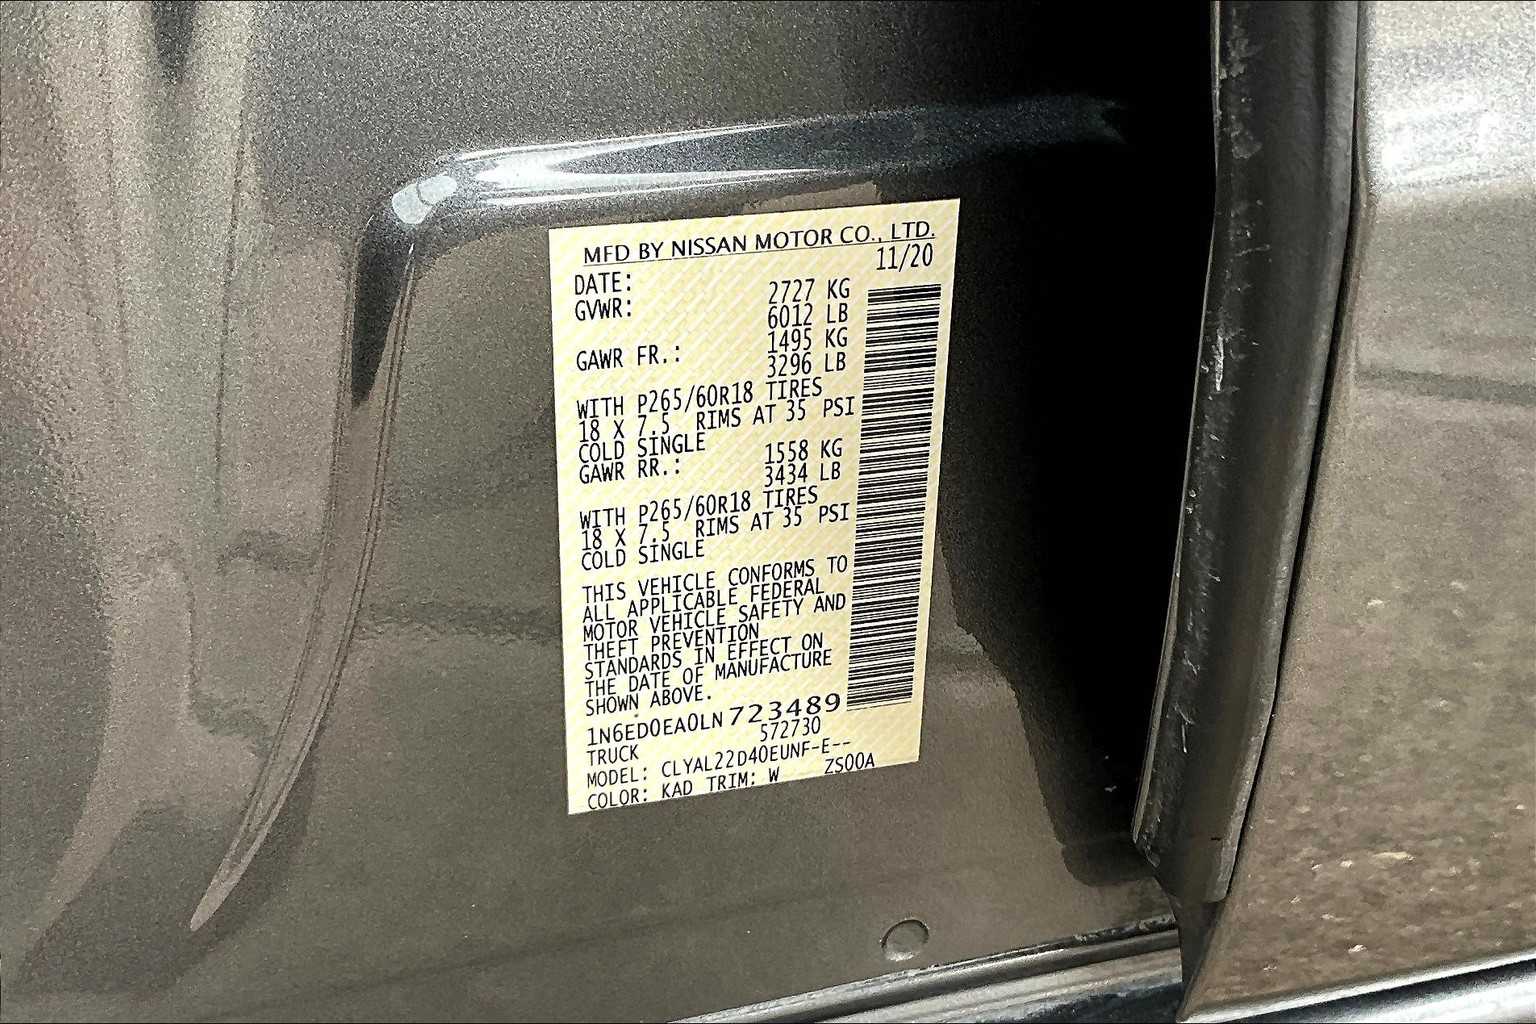 MFD BY NISSAN MOTOR CO., LTD.
DATE: 11/20
GVWR: 2727 KG
6012 LB
GAWR FR.: 1495 KG
3296 LB
WITH P265/60R18 TIRES
18 X 7.5 RIMS AT 35 PSI
COLD SINGLE
GAWR RR.: 1558 KG
3434 LB
WITH P265/60R18 TIRES
18 X 7.5 RIMS AT 35 PSI
COLD SINGLE
THIS VEHICLE CONFORMS TO
ALL APPLICABLE FEDERAL
MOTOR VEHICLE SAFETY AND
THEFT PREVENTION
STANDARDS IN EFFECT ON
THE DATE OF MANUFACTURE
SHOWN ABOVE.
1N6ED0EA0LN723489
TRUCK 572730
MODEL: CLYAL22D40EUNF-E--
COLOR: KAD TRIM: W ZS00A